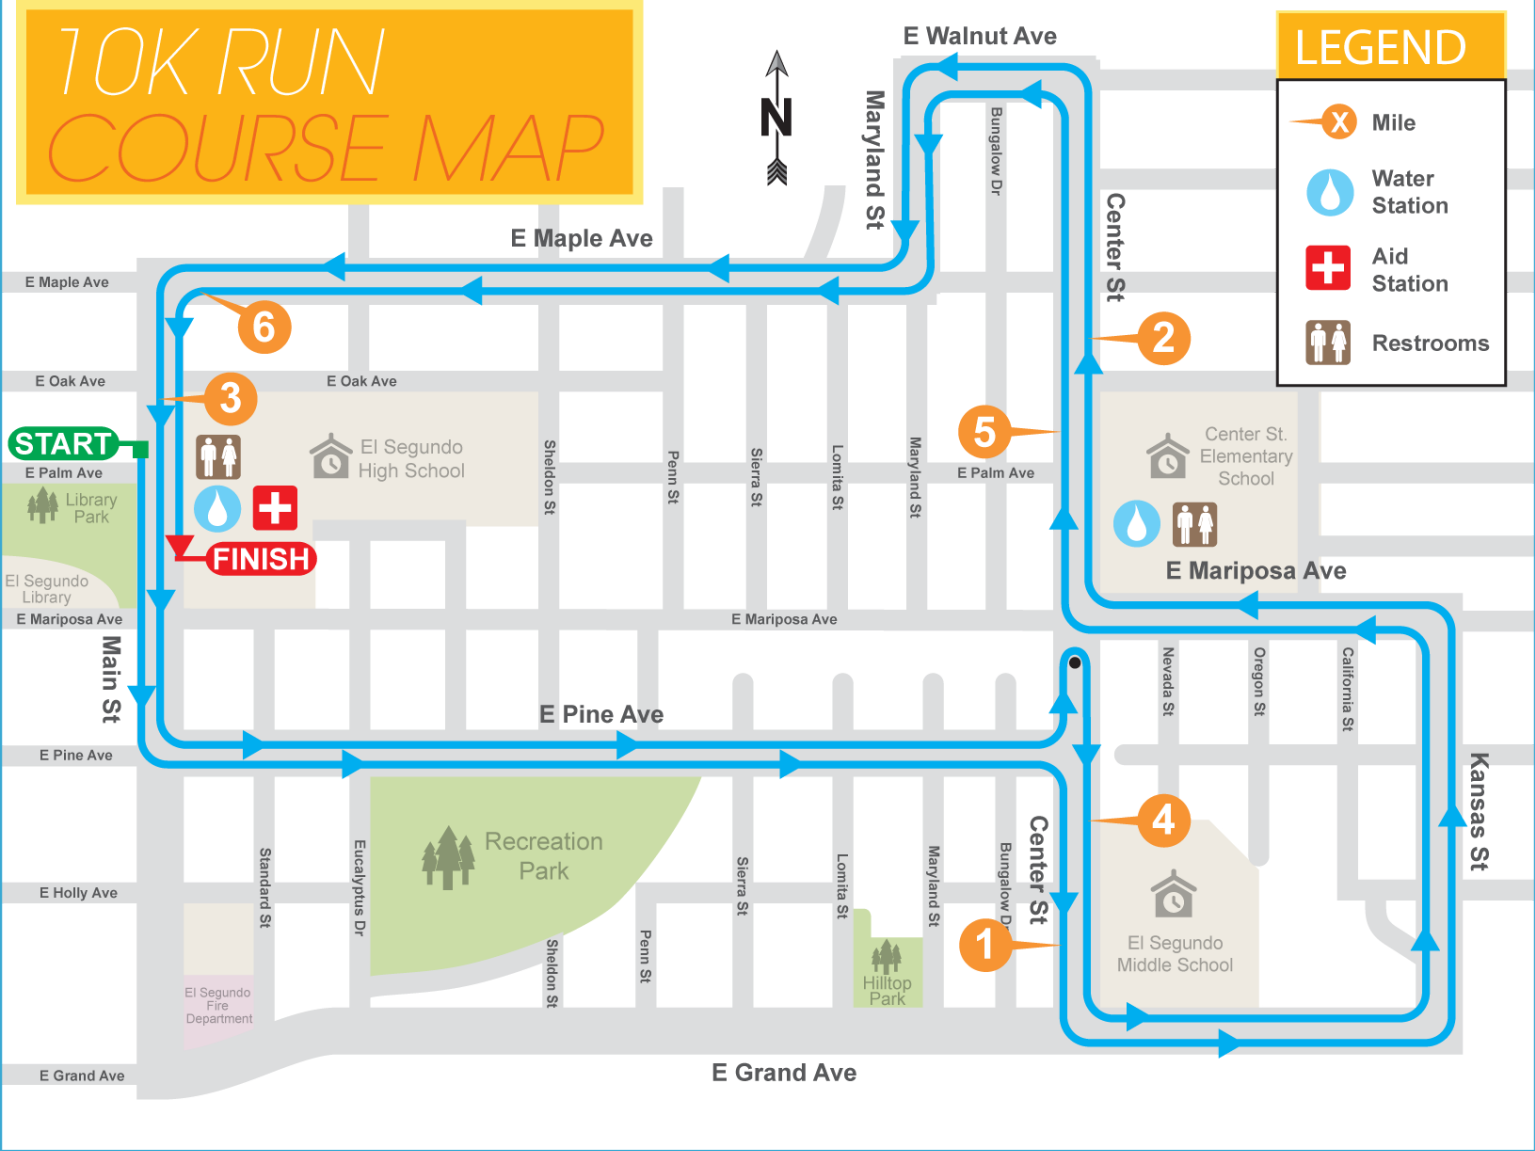 10K RUN
COURSE MAP
LEGEND
X Mile
Water
Station
Aid
Station
Restrooms
N
E Walnut Ave
Maryland St
Bungalow Dr
Center St
E Maple Ave
E Maple Ave
6
2
E Oak Ave
E Oak Ave
3
5
START
El Segundo
High School
Center St.
Elementary
School
E Palm Ave
E Palm Ave
Sheldon St
Penn St
Sierra St
Lomita St
Maryland St
Library
Park
FINISH
El Segundo
Library
E Mariposa Ave
E Mariposa Ave
E Mariposa Ave
Main St
Nevada St
Oregon St
California St
E Pine Ave
E Pine Ave
Kansas St
4
Recreation
Park
Center St
Standard St
Eucalyptus Dr
Sierra St
Lomita St
Maryland St
Bungalow Dr
E Holly Ave
1
Sheldon St
Penn St
El Segundo
Middle School
Hilltop
Park
El Segundo
Fire
Department
E Grand Ave
E Grand Ave